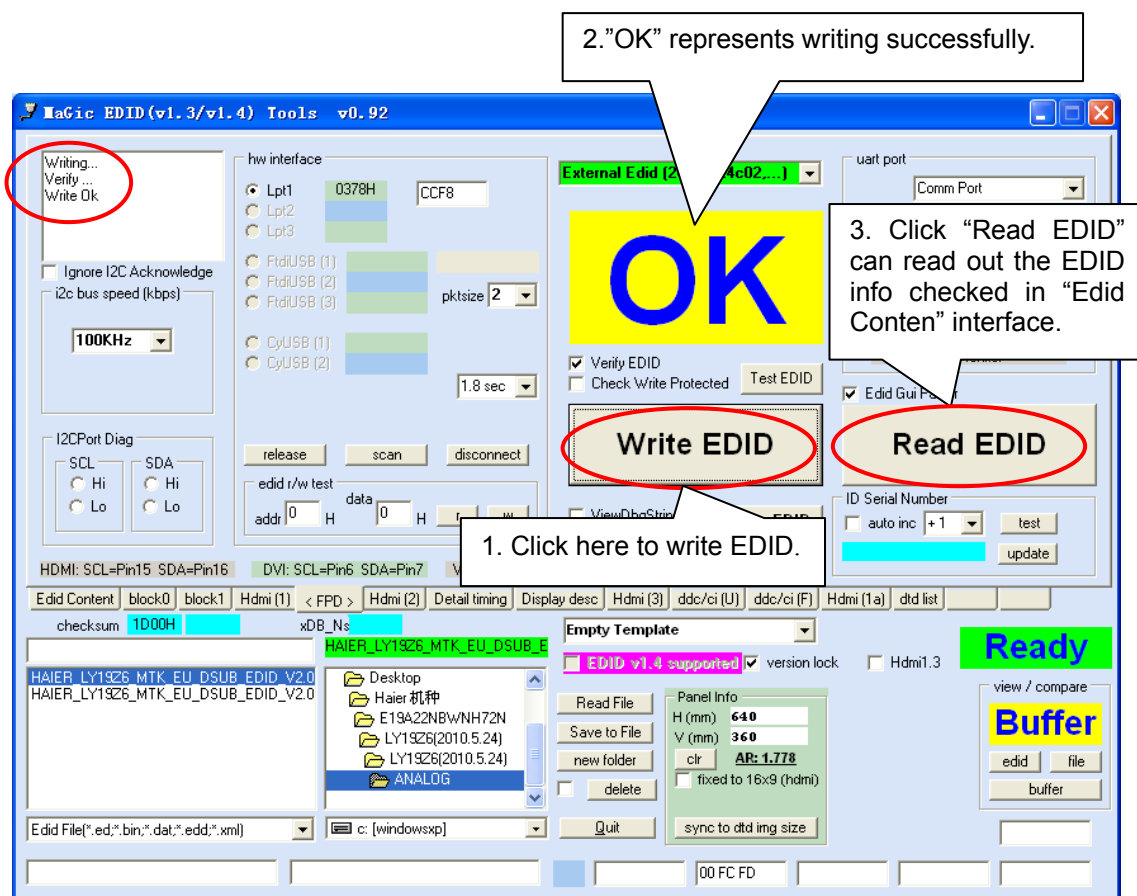 2."OK" represents writing successfully.
MaGic EDID(v1.3/v1.4) Tools v0.92
Writing...
Verify ...
Write Ok
Ignore I2C Acknowledge
i2c bus speed (kbps)
100KHz
I2CPort Diag
SCL
SDA
Hi
Hi
Lo
Lo
hw interface
Lpt1
0378H
CCF8
Lpt2
Lpt3
FtdiUSB (1)
FtdiUSB (2)
FtdiUSB (3)
pktsize 2
CyUSB (1)
CyUSB (2)
1.8 sec
release
scan
disconnect
edid r/w test
addr 0 H
data 0 H
External Edid (2
4c02,...)
OK
Verify EDID
Check Write Protected
Test EDID
Write EDID
ViewDbgStrin
1. Click here to write EDID.
uart port
Comm Port
3. Click "Read EDID"
can read out the EDID
info checked in "Edid
Conten" interface.
Edid Gui P
Read EDID
ID Serial Number
auto inc
+1
test
update
HDMI: SCL=Pin15 SDA=Pin16
DVI: SCL=Pin6 SDA=Pin7
Edid Content
block0
block1
Hdmi (1)
< FPD >
Hdmi (2)
Detail timing
Display desc
Hdmi (3)
ddc/ci (U)
ddc/ci (F)
Hdmi (1a)
dtd list
checksum
1D00H
xDB_Ns
HAIER_LY19Z6_MTK_EU_DSUB_E
HAIER_LY19Z6_MTK_EU_DSUB_EDID_V2.0
HAIER_LY19Z6_MTK_EU_DSUB_EDID_V2.0
Desktop
Haier 机种
E19A22NBWNH72N
LY19Z6(2010.5.24)
LY19Z6(2010.5.24)
ANALOG
Edid File(*.ed;*.bin;*.dat;*.edd;*.xml)
c: [windowsxp]
Empty Template
EDID v1.4 supported
version lock
Hdmi1.3
Ready
Read File
Save to File
new folder
delete
Quit
Panel Info
H (mm) 640
V (mm) 360
clr
AR: 1.778
fixed to 16x9 (hdmi)
sync to dtd img size
view / compare
Buffer
edid
file
buffer
00 FC FD